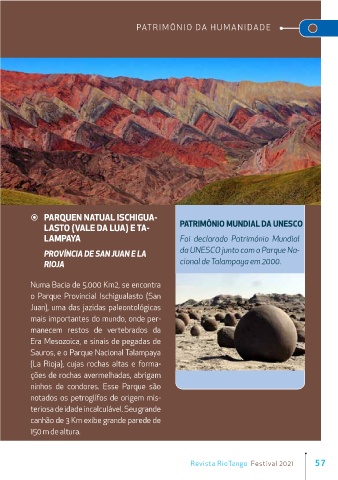 PATRIMÔNIO DA HUMANIDADE
PARQUEN NATUAL ISCHIGUA-
LASTO (VALE DA LUA) E TA-
LAMPAYA
PROVÍNCIA DE SAN JUAN E LA
RIOJA
Numa Bacia de 5.000 Km2, se encontra
o Parque Provincial Ischigualasto (San
Juan), uma das jazidas paleontológicas
mais importantes do mundo, onde per-
manecem restos de vertebrados da
Era Mesozoica, e sinais de pegadas de
Sauros, e o Parque Nacional Talampaya
(La Rioja), cujas rochas altas e forma-
ções de rochas avermelhadas, abrigam
ninhos de condores. Esse Parque são
notados os petroglifos de origem mis-
teriosa de idade incalculável. Seu grande
canhão de 3 Km exibe grande parede de
150 m de altura.
PATRIMÔNIO MUNDIAL DA UNESCO
Foi declarado Patrimônio Mundial
da UNESCO junto com o Parque Na-
cional de Talampaya em 2000.
Revista RioTango Festival 2021 57